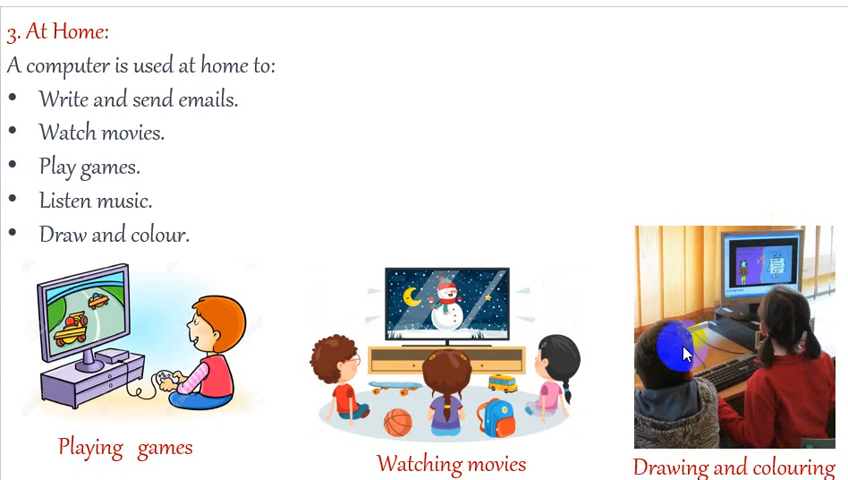 3. At Home:
A computer is used at home to:
• Write and send emails.
• Watch movies.
• Play games.
• Listen music.
• Draw and colour.
Playing games
Watching movies
Drawing and colouring